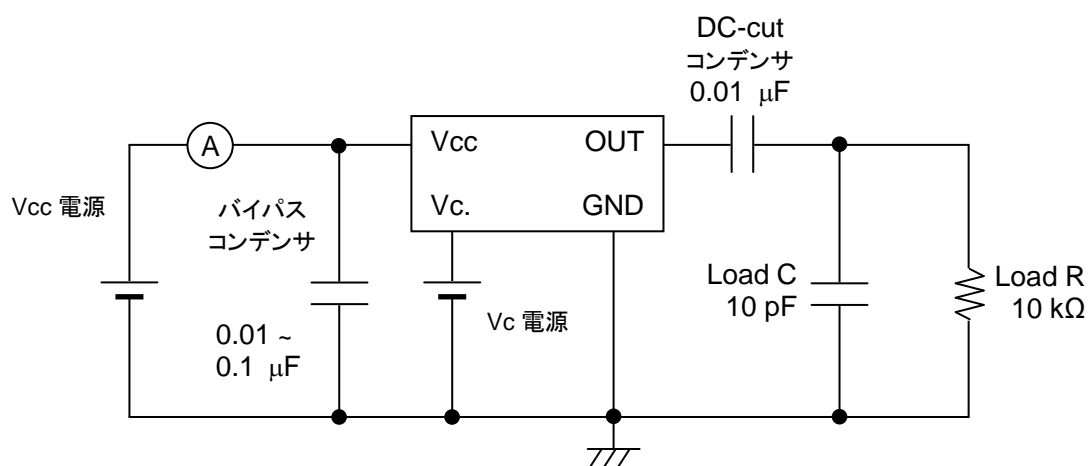 DC-cut
コンデンサ
0.01 μF
A
Vcc
OUT
Vc.
GND
Vcc 電源
バイパス
コンデンサ
0.01 ~
0.1 μF
Vc 電源
Load C
10 pF
Load R
10 kΩ